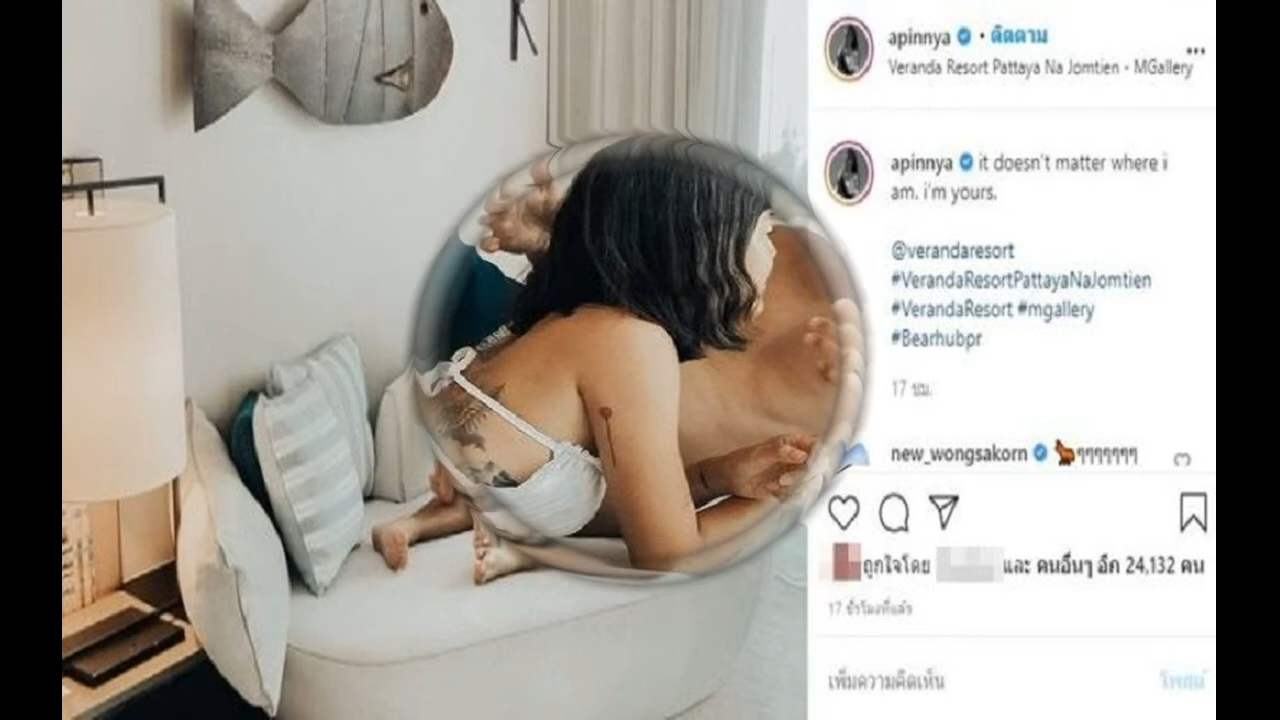 apinnya • ติดตาม
Veranda Resort Pattaya Na Jomtien - MGallery
apinnya it doesn't matter where i
am. i'm yours.
@verandaresort
#VerandaResortPattayaNaJomtien
#VerandaResort #mgallery
#Bearhubpr
17 ชม.
new_wongsakorn ๆๆๆๆๆๆๆ
ถูกใจโดย และ คนอื่นๆ อีก 24,132 คน
17 ชั่วโมงที่แล้ว
เพิ่มความคิดเห็น
โพสต์